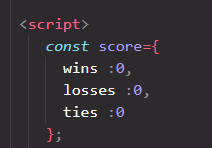 <script>
const score={
wins :0,
losses :0,
ties :0
};